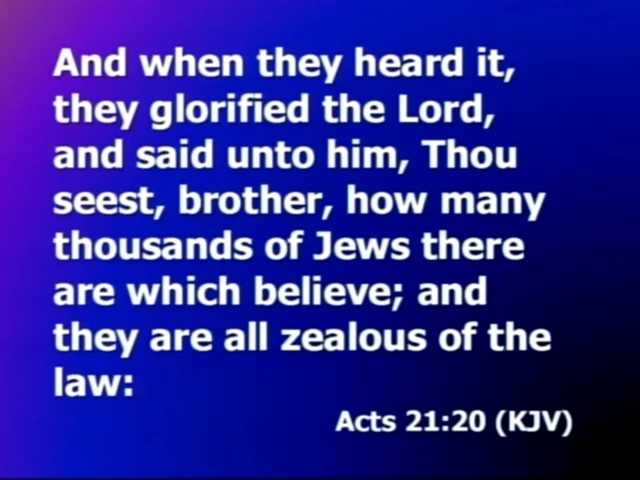 And when they heard it,
they glorified the Lord,
and said unto him, Thou
seest, brother, how many
thousands of Jews there
are which believe; and
they are all zealous of the
law:
Acts 21:20 (KJV)